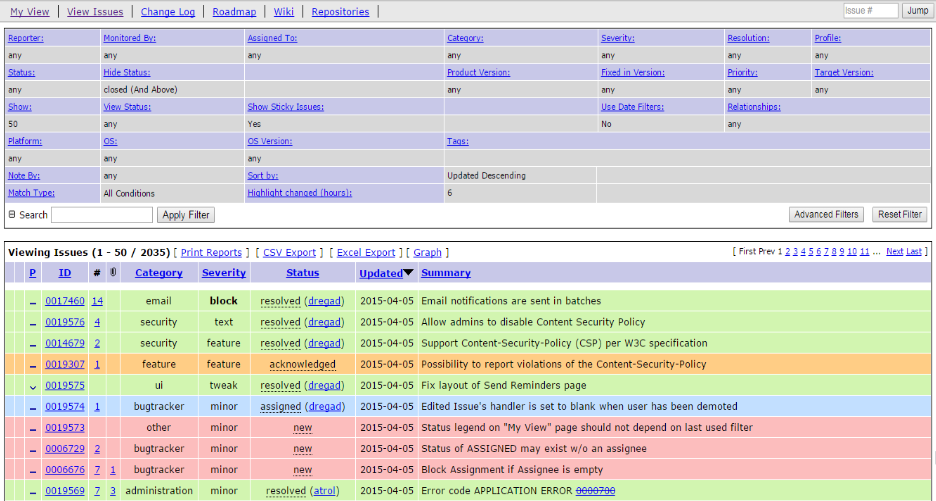 My View | View Issues | Change Log | Roadmap | Wiki | Repositories | Issue # Jump
Reporter: Monitored By: Assigned To: Category: Severity: Resolution: Profile:
any any any any any any any
Status: Hide Status: Product Version: Fixed in Version: Priority: Target Version:
any closed (And Above) any any any any
Show: View Status: Show Sticky Issues: Use Date Filters: Relationships:
50 any Yes No any
Platform: OS: OS Version: Tags:
any any any
Note By: any Sort by: Updated Descending
Match Type: All Conditions Highlight changed (hours): 6
Search Apply Filter Advanced Filters Reset Filter
Viewing Issues (1 - 50 / 2035) [ Print Reports ] [ CSV Export ] [ Excel Export ] [ Graph ] [ First Prev 1 2 3 4 5 6 7 8 9 10 11 ... Next Last ]
P ID # Category Severity Status Updated Summary
0017460 14 email block resolved (dregad) 2015-04-05 Email notifications are sent in batches
0019576 4 security text resolved (dregad) 2015-04-05 Allow admins to disable Content Security Policy
0014679 2 security feature resolved (dregad) 2015-04-05 Support Content-Security-Policy (CSP) per W3C specification
0019307 1 feature feature acknowledged 2015-04-05 Possibility to report violations of the Content-Security-Policy
0019575 ui tweak resolved (dregad) 2015-04-05 Fix layout of Send Reminders page
0019574 1 bugtracker minor assigned (dregad) 2015-04-05 Edited Issue's handler is set to blank when user has been demoted
0019573 other minor new 2015-04-05 Status legend on "My View" page should not depend on last used filter
0006729 2 bugtracker minor new 2015-04-05 Status of ASSIGNED may exist w/o an assignee
0006676 7 1 bugtracker minor new 2015-04-05 Block Assignment if Assignee is empty
0019569 7 3 administration minor resolved (atrol) 2015-04-05 Error code APPLICATION ERROR 0000700